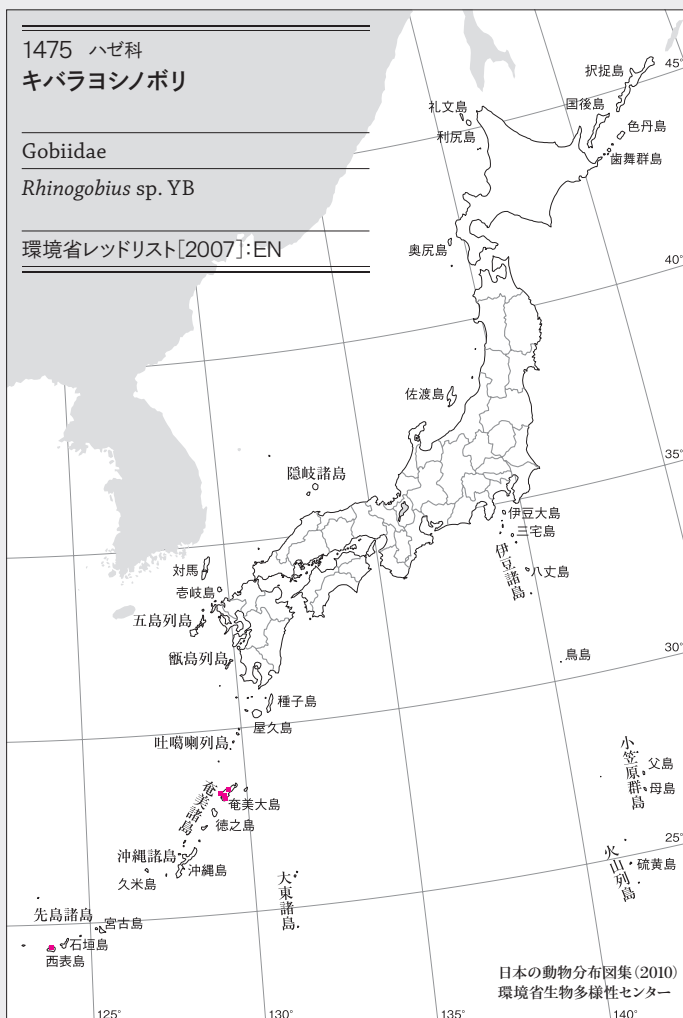 1475 ハゼ科
キバラヨシノボリ
Gobiidae
Rhinogobius sp. YB
環境省レッドリスト[2007]:EN
択捉島
45°
国後島
礼文島
色丹島
利尻島
歯舞群島
奥尻島
40°
佐渡島
35°
隠岐諸島
伊豆大島
三宅島
伊豆諸島
八丈島
対馬
壱岐島
五島列島
甑島列島
鳥島
30°
種子島
屋久島
吐噶喇列島
小笠原群島
父島
母島
奄美諸島
奄美大島
徳之島
25°
沖縄諸島
沖縄島
久米島
火山列島
硫黄島
大東諸島
先島諸島
宮古島
石垣島
西表島
日本の動物分布図集(2010)
環境省生物多様性センター
125°
130°
135°
140°